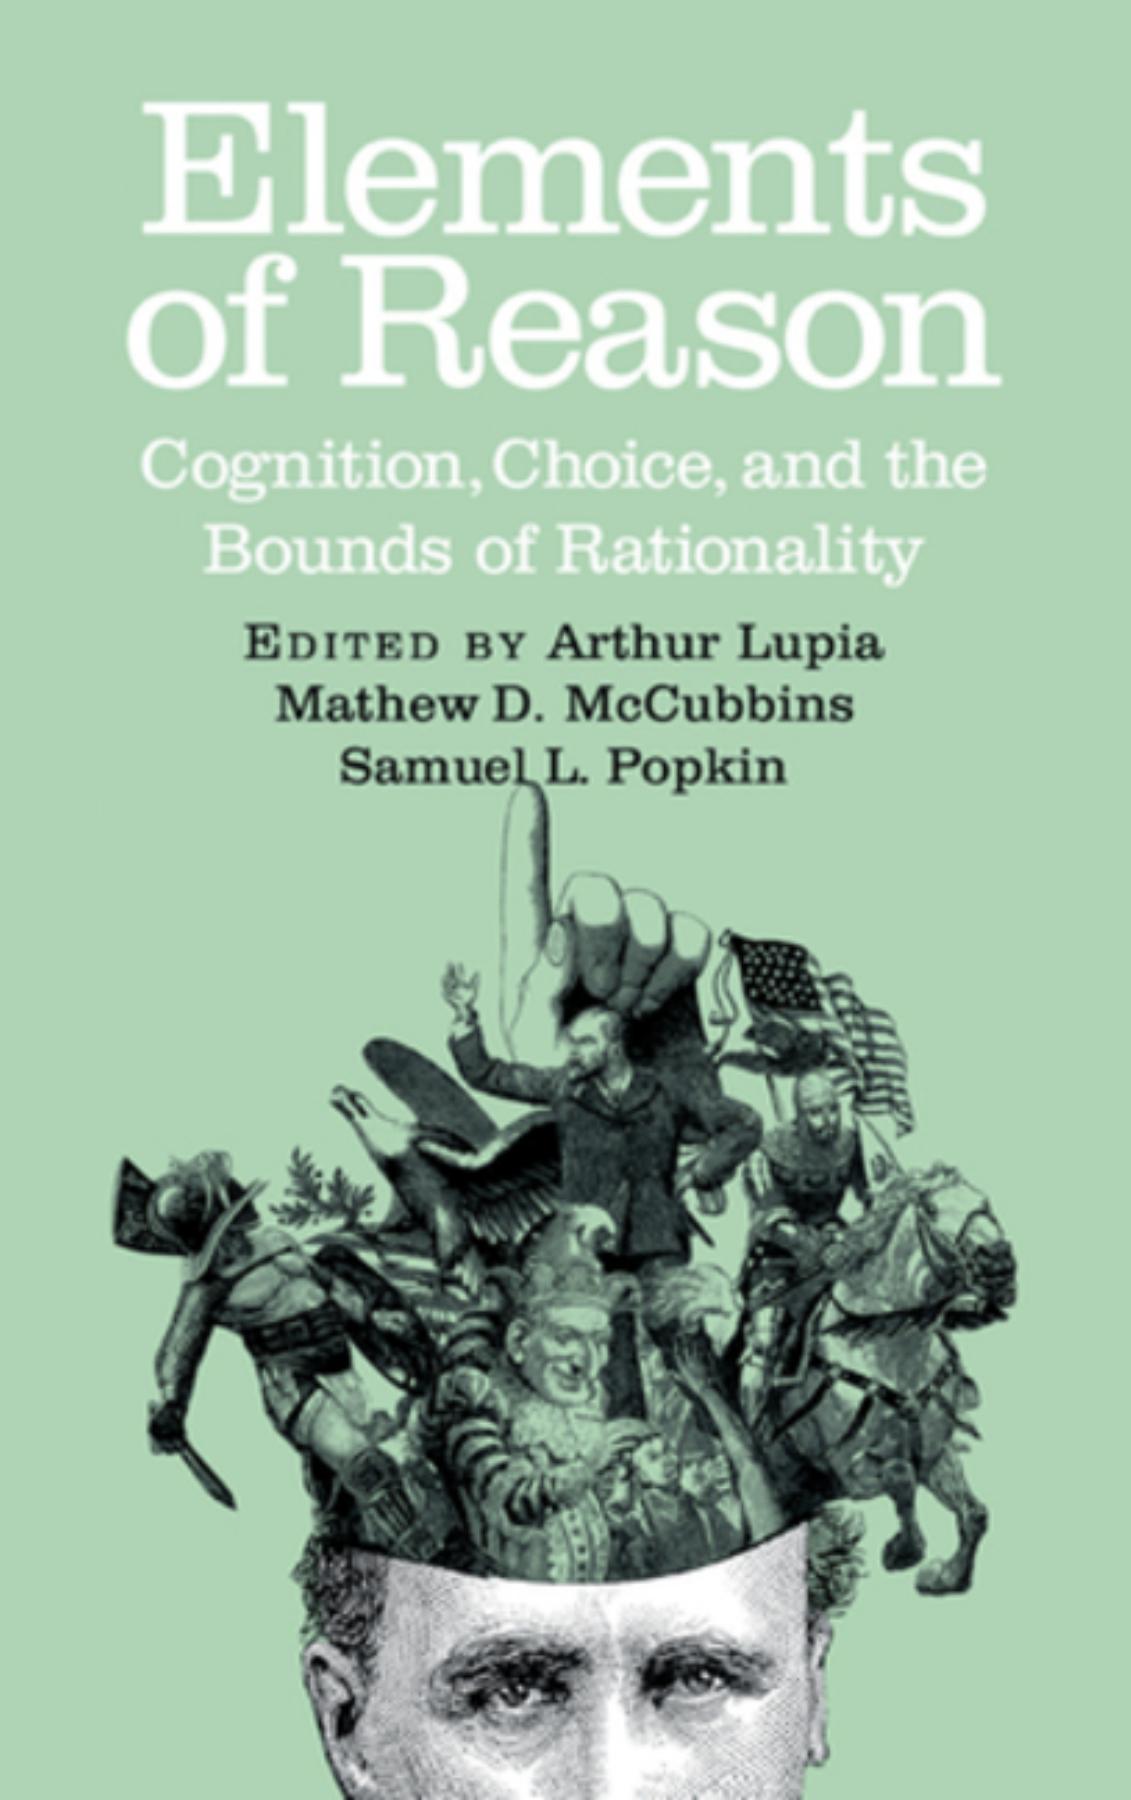 Elements
of Reason
Cognition, Choice, and the
Bounds of Rationality
EDITED BY Arthur Lupia
Mathew D. McCubbins
Samuel L. Popkin